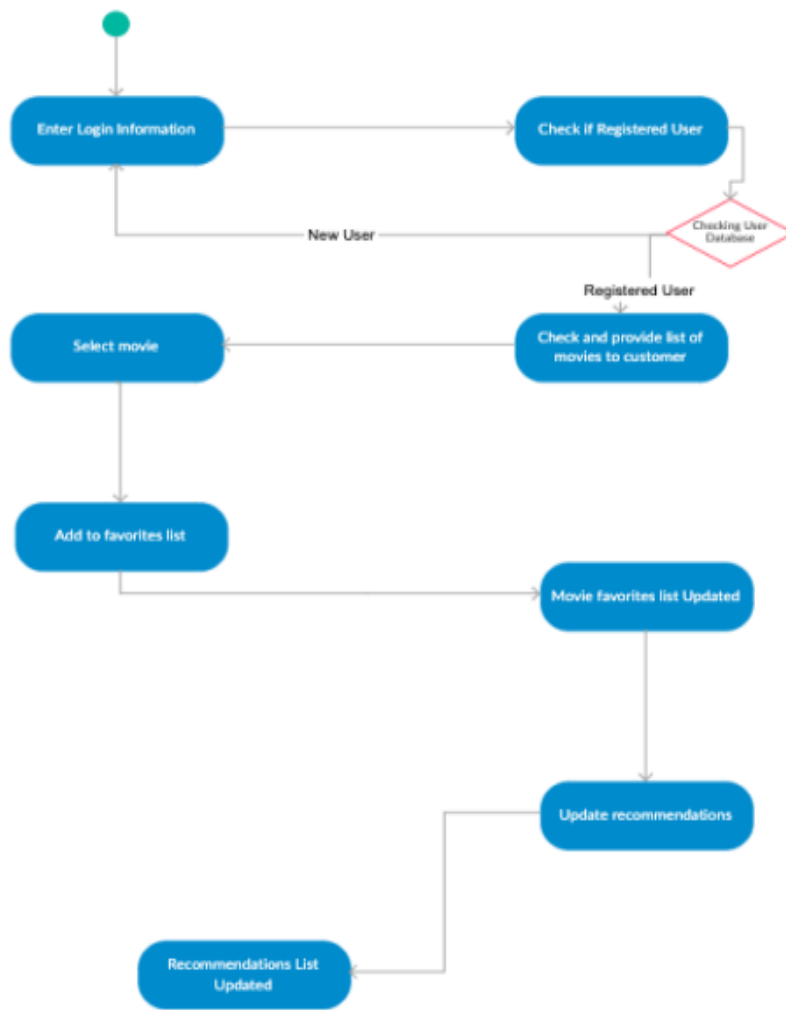 Enter Login Information
Check if Registered User
Checking User
Database
New User
Registered User
Select movie
Check and provide list of
movies to customer
Add to favorites list
Movie favorites list Updated
Update recommendations
Recommendations List
Updated